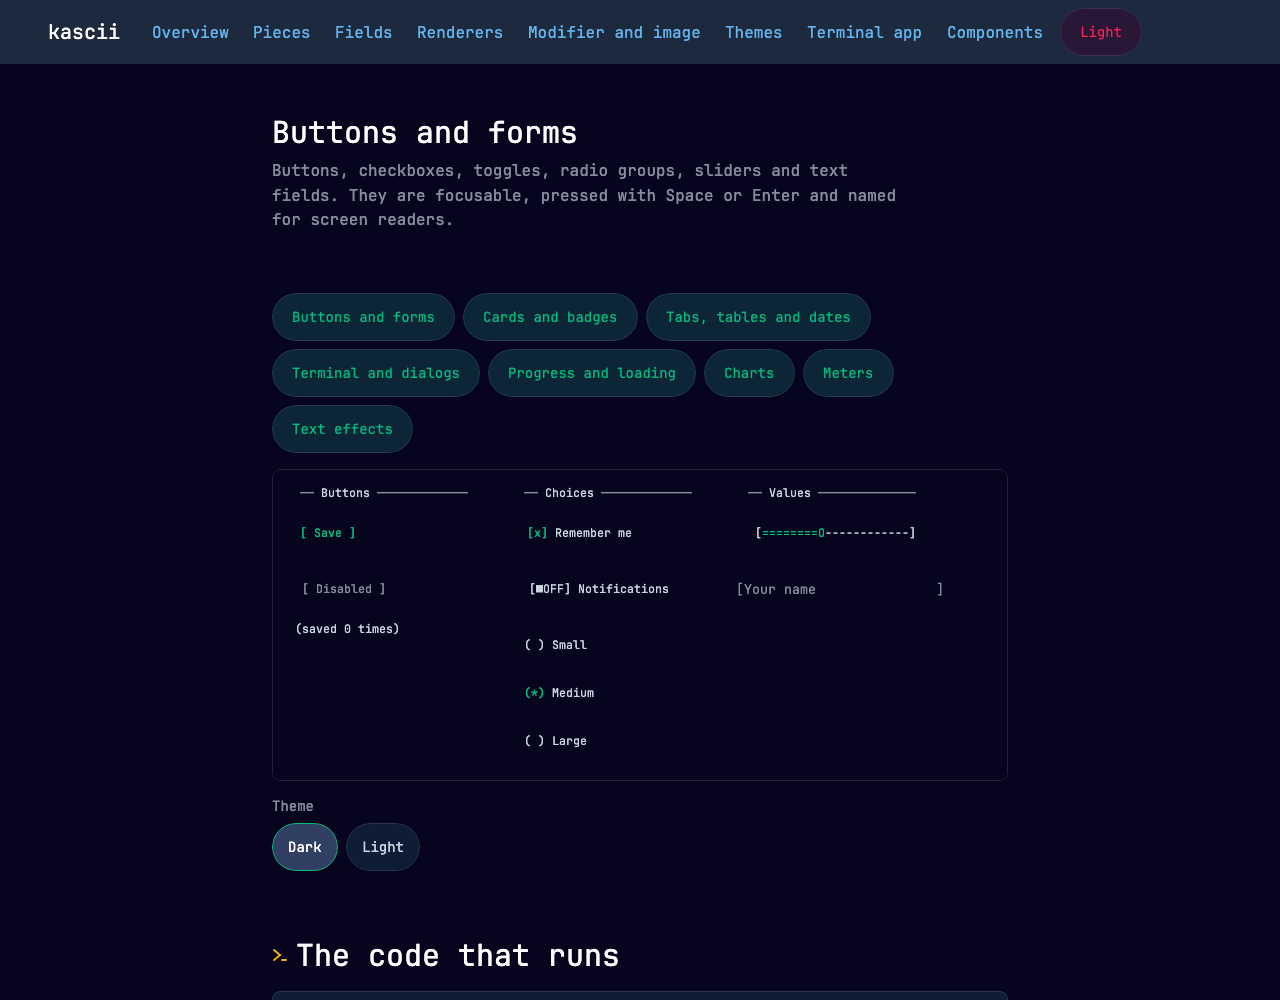 kascii Overview Pieces Fields Renderers Modifier and image Themes Terminal app Components Light
Buttons and forms
Buttons, checkboxes, toggles, radio groups, sliders and text
fields. They are focusable, pressed with Space or Enter and named
for screen readers.
Buttons and forms Cards and badges Tabs, tables and dates
Terminal and dialogs Progress and loading Charts Meters
Text effects
── Buttons ───────────── ── Choices ───────────── ── Values ──────────────
[ Save ] [x] Remember me [========O------------]
[ Disabled ] [■OFF] Notifications [Your name ]
(saved 0 times)
( ) Small
(*) Medium
( ) Large
Theme
Dark Light
>_ The code that runs